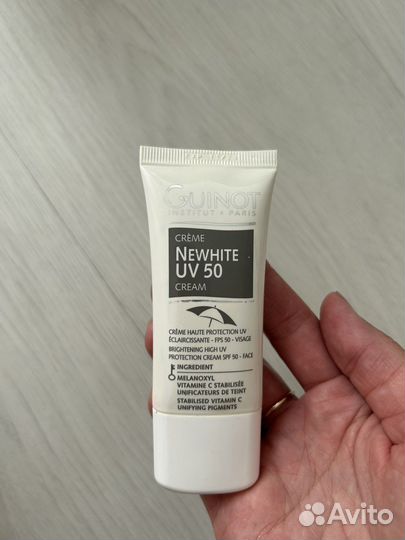 GUINOT
INSTITUT • PARIS
CRÈME
NEWHITE
UV 50
CREAM
CRÈME HAUTE PROTECTION UV
ÉCLAIRCISSANTE - FPS 50 - VISAGE
BRIGHTENING HIGH UV
PROTECTION CREAM SPF 50 - FACE
INGREDIENT
MELANOXYL
VITAMINE C STABILISÉE
UNIFICATEURS DE TEINT
STABILISED VITAMIN C
UNIFYING PIGMENTS
Avito